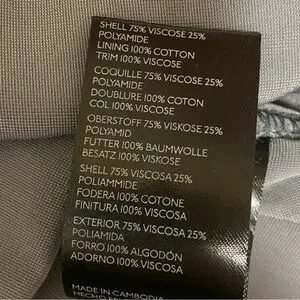 SHELL 75% VISCOSE 25%
POLYAMIDE
LINING 100% COTTON
TRIM 100% VISCOSE
COQUILLE 75% VISCOSE 25%
POLYAMIDE
DOUBLURE 100% COTON
COL 100% VISCOSE
OBERSTOFF 75% VISKOSE 25%
POLYAMID
FUTTER 100% BAUMWOLLE
BESATZ 100% VISKOSE
SHELL 75% VISCOSA 25%
POLIAMMIDE
FODERA 100% COTONE
FINITURA 100% VISCOSA
EXTERIOR 75% VISCOSA 25%
POLIAMIDA
FORRO 100% ALGODÓN
ADORNO 100% VISCOSA
MADE IN CAMBODIA
HECHO EN